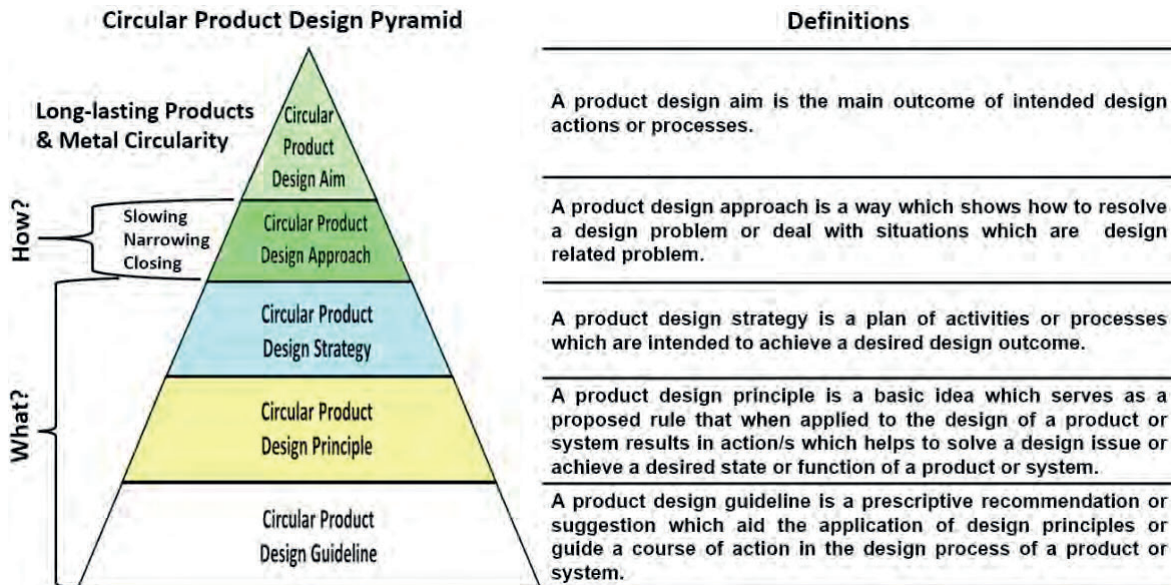 Circular Product Design Pyramid
Definitions
Long-lasting Products
& Metal Circularity
Circular
Product
Design Aim
A product design aim is the main outcome of intended design
actions or processes.
How?
Slowing
Narrowing
Closing
Circular Product
Design Approach
A product design approach is a way which shows how to resolve
a design problem or deal with situations which are design
related problem.
What?
Circular Product
Design Strategy
A product design strategy is a plan of activities or processes
which are intended to achieve a desired design outcome.
Circular Product
Design Principle
A product design principle is a basic idea which serves as a
proposed rule that when applied to the design of a product or
system results in action/s which helps to solve a design issue or
achieve a desired state or function of a product or system.
Circular Product
Design Guideline
A product design guideline is a prescriptive recommendation or
suggestion which aid the application of design principles or
guide a course of action in the design process of a product or
system.